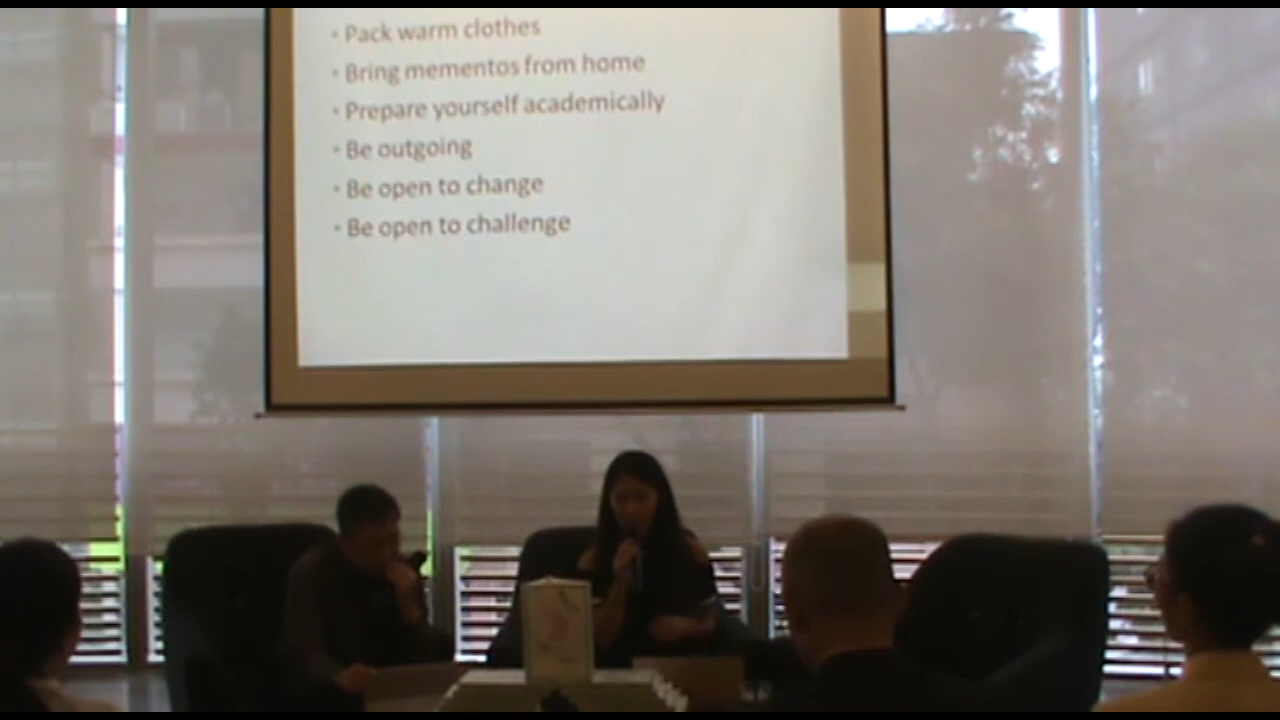 • Pack warm clothes
• Bring mementos from home
• Prepare yourself academically
• Be outgoing
• Be open to change
• Be open to challenge